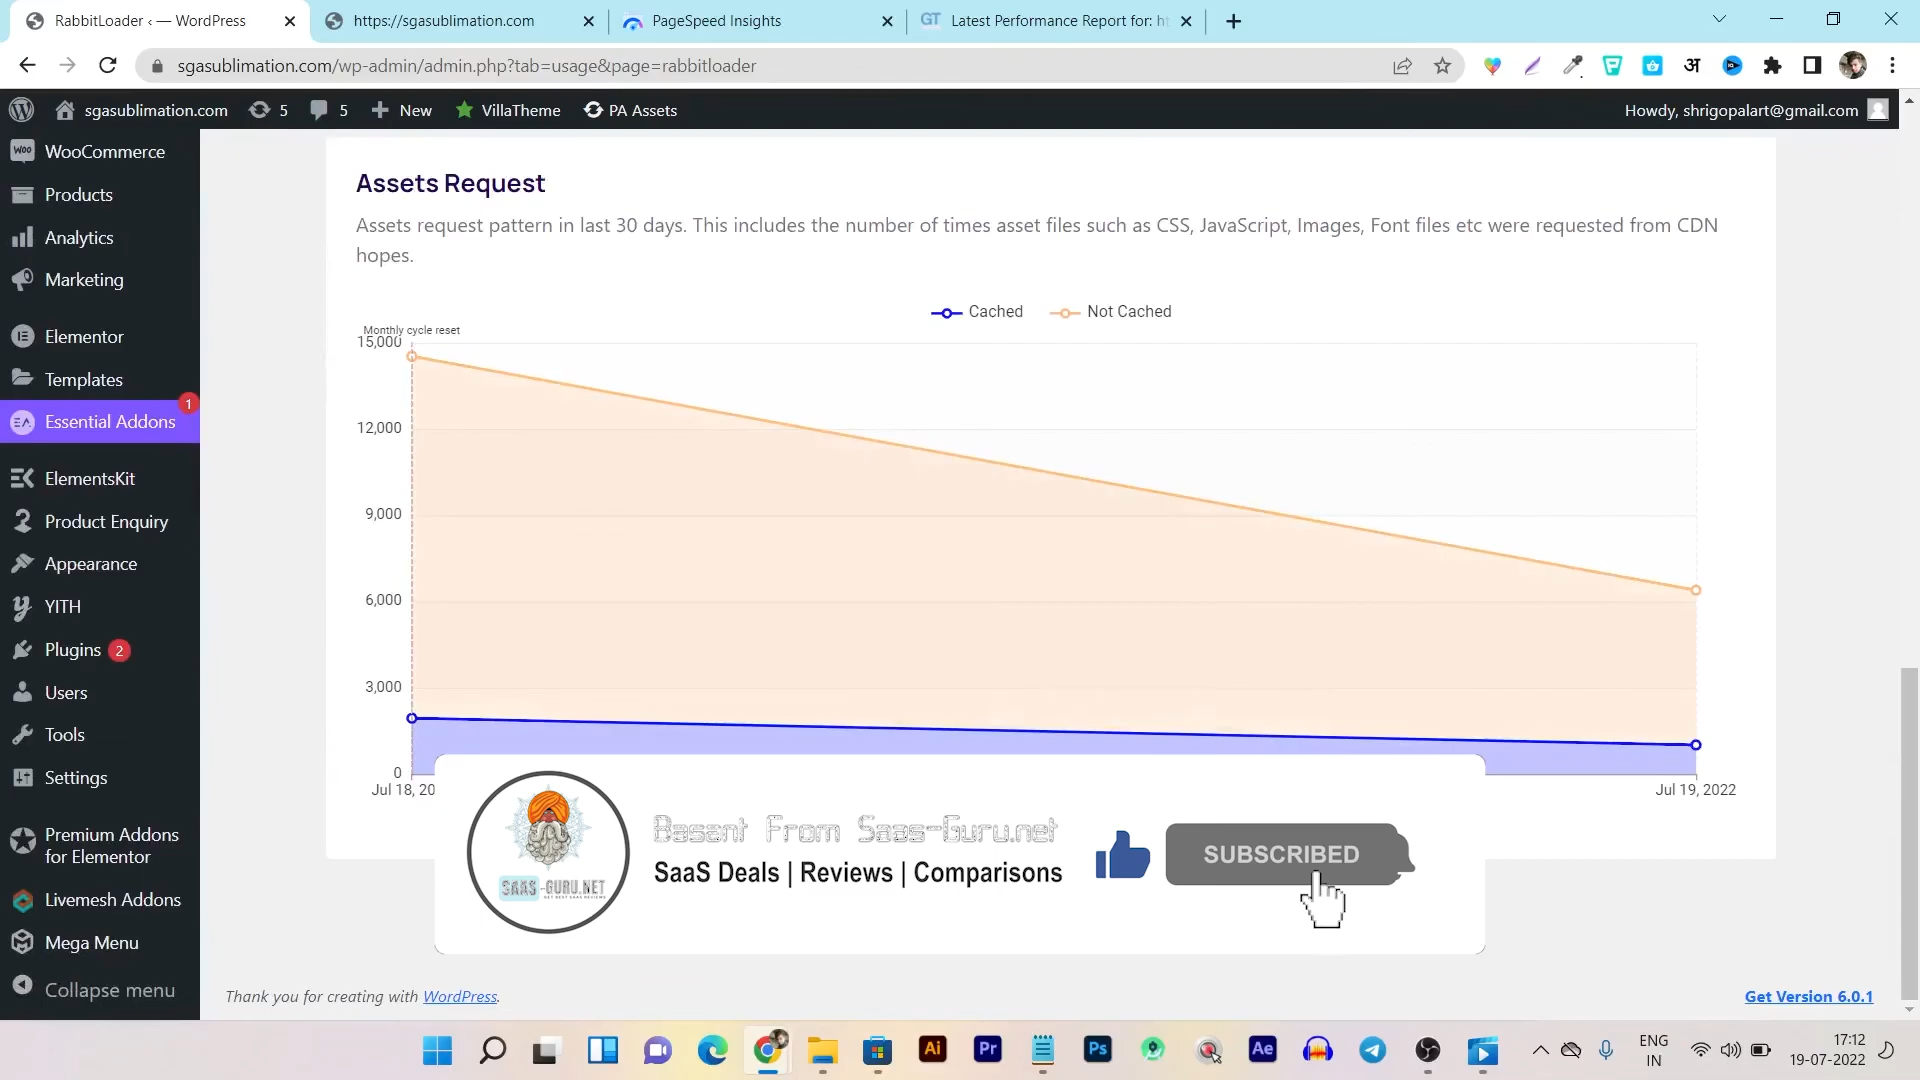 RabbitLoader ‹ — WordPress
https://sgasublimation.com
PageSpeed Insights
GT Latest Performance Report for: ht
sgasublimation.com/wp-admin/admin.php?tab=usage&page=rabbitloader
अ
sgasublimation.com
5
5
New
VillaTheme
PA Assets
Howdy, shrigopalart@gmail.com
WooCommerce
Products
Analytics
Marketing
Elementor
Templates
Essential Addons
1
ElementsKit
Product Enquiry
Appearance
YITH
Plugins 2
Users
Tools
Settings
Premium Addons
for Elementor
Livemesh Addons
Mega Menu
Collapse menu
Assets Request
Assets request pattern in last 30 days. This includes the number of times asset files such as CSS, JavaScript, Images, Font files etc were requested from CDN
hopes.
Cached
Not Cached
Monthly cycle reset
15,000
12,000
9,000
6,000
3,000
0
Jul 18, 20
Jul 19, 2022
SAAS-GURU.NET
Basant From Saas-Guru.net
SaaS Deals | Reviews | Comparisons
SUBSCRIBED
Thank you for creating with WordPress.
Get Version 6.0.1
Ai
Pr
Ps
Ae
ENG
IN
17:12
19-07-2022